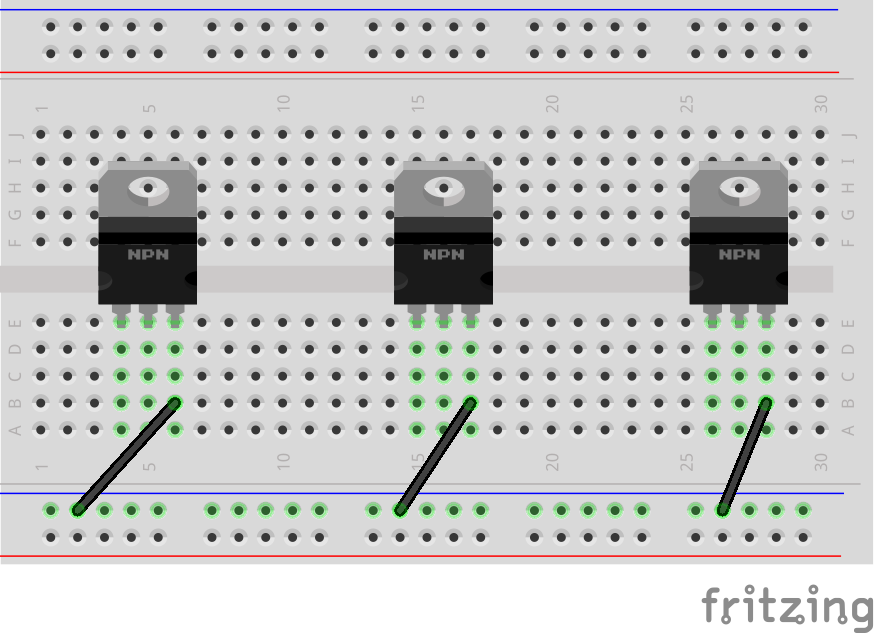 1 5 10 15 20 25 30
J J
I I
H H
G G
F F
NPN NPN NPN
E E
D D
C C
B B
A A
1 5 10 15 20 25 30
fritzing